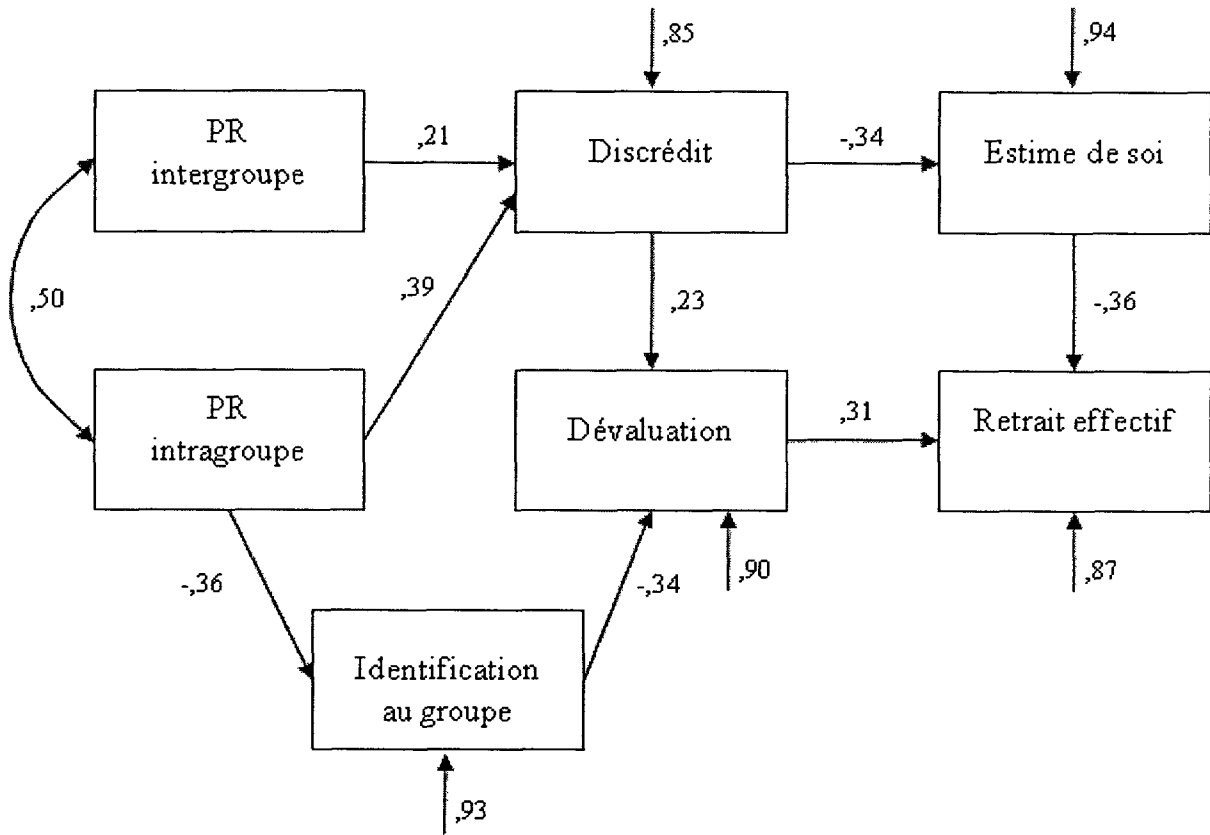 ,85
,94
PR
intergroupe
,21
Discrédit
-,34
Estime de soi
,50
,39
,23
-,36
PR
intragroupe
Dévaluation
,31
Retrait effectif
-,36
-,34
,90
,87
Identification
au groupe
,93